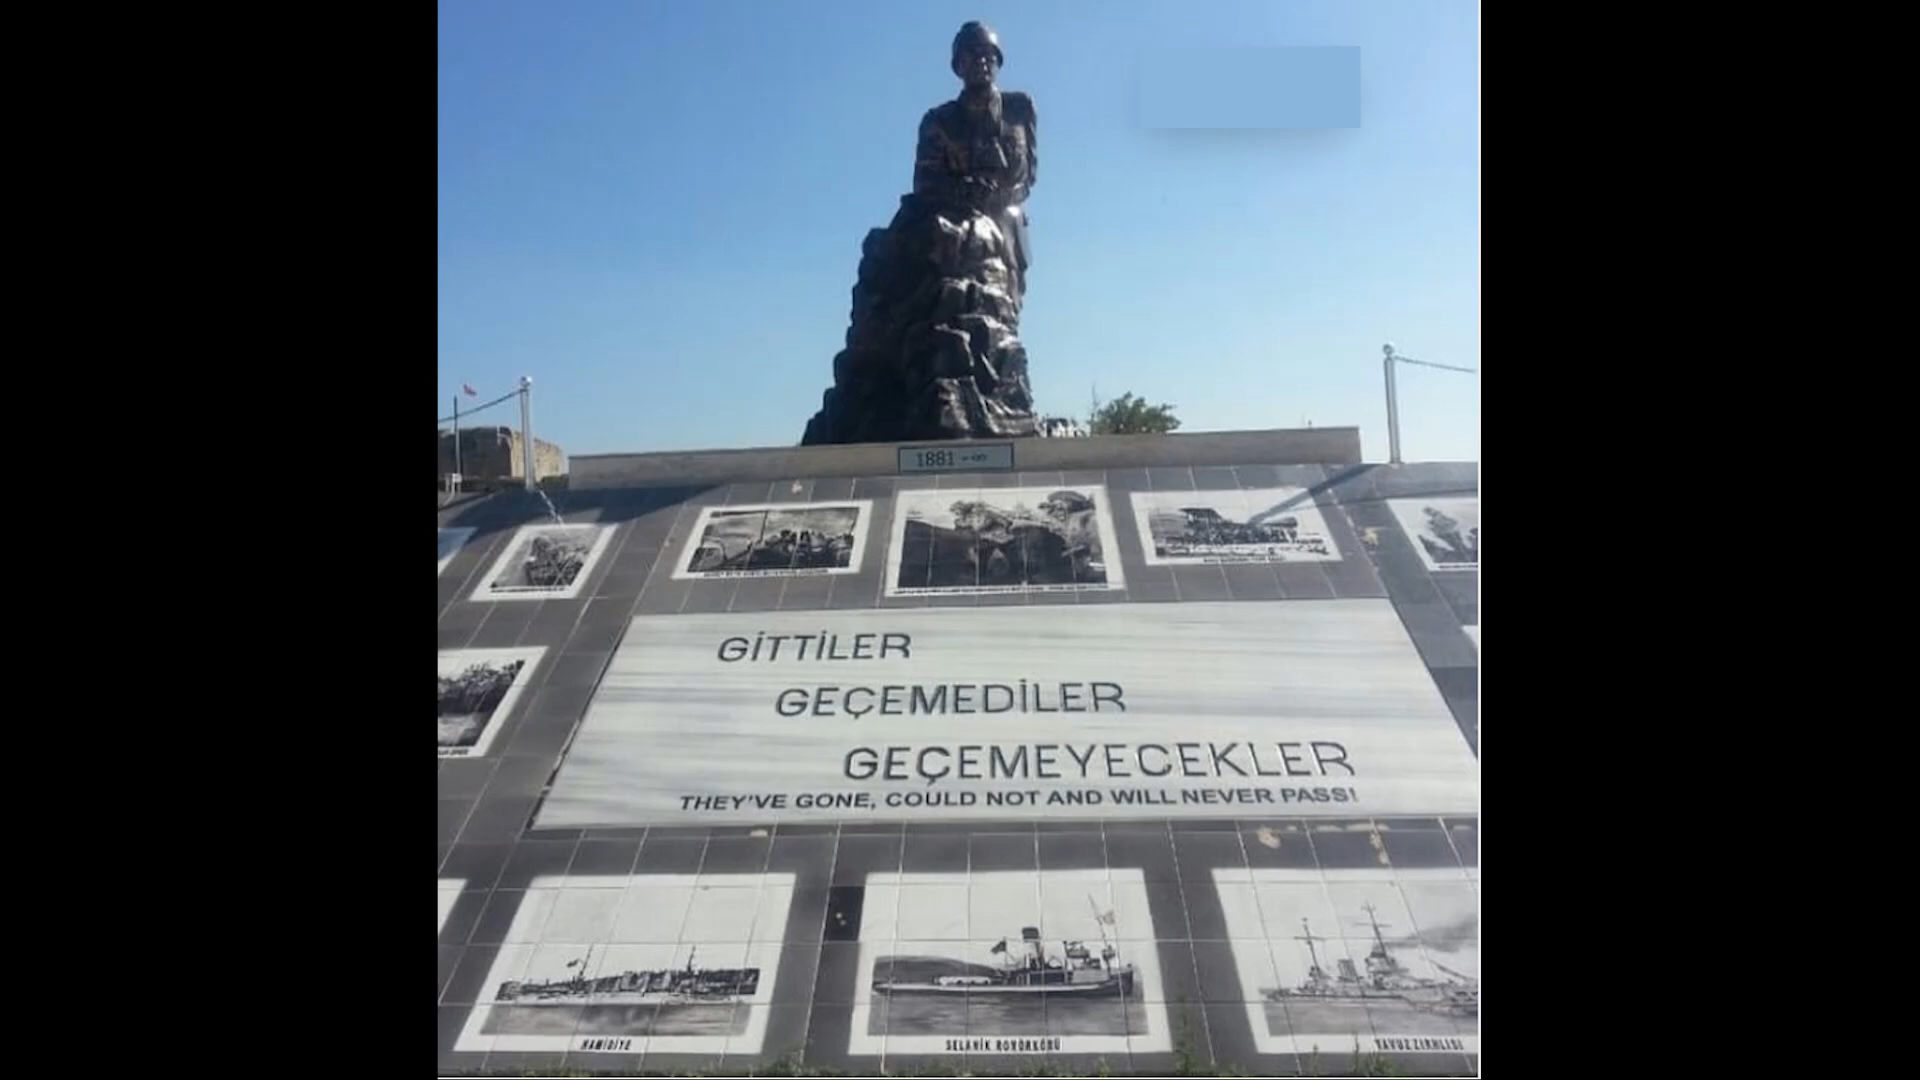 1881 - ∞
GİTTİLER
GEÇEMEDİLER
GEÇEMEYECEKLER
THEY'VE GONE, COULD NOT AND WILL NEVER PASS!
HAMİDİYE
SELANİK ROMORKÖRÜ
YAVUZ ZIRHLISI